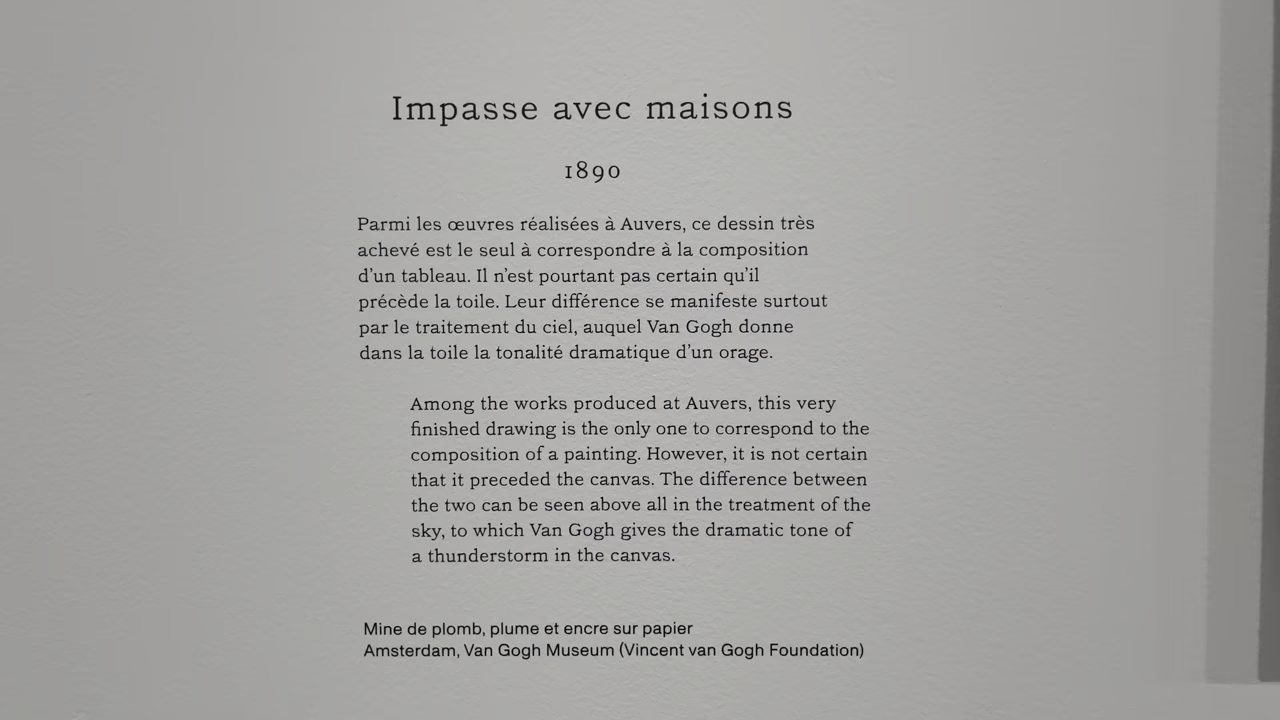 Impasse avec maisons
1890
Parmi les œuvres réalisées à Auvers, ce dessin très
achevé est le seul à correspondre à la composition
d'un tableau. Il n'est pourtant pas certain qu'il
précède la toile. Leur différence se manifeste surtout
par le traitement du ciel, auquel Van Gogh donne
dans la toile la tonalité dramatique d'un orage.
Among the works produced at Auvers, this very
finished drawing is the only one to correspond to the
composition of a painting. However, it is not certain
that it preceded the canvas. The difference between
the two can be seen above all in the treatment of the
sky, to which Van Gogh gives the dramatic tone of
a thunderstorm in the canvas.
Mine de plomb, plume et encre sur papier
Amsterdam, Van Gogh Museum (Vincent van Gogh Foundation)